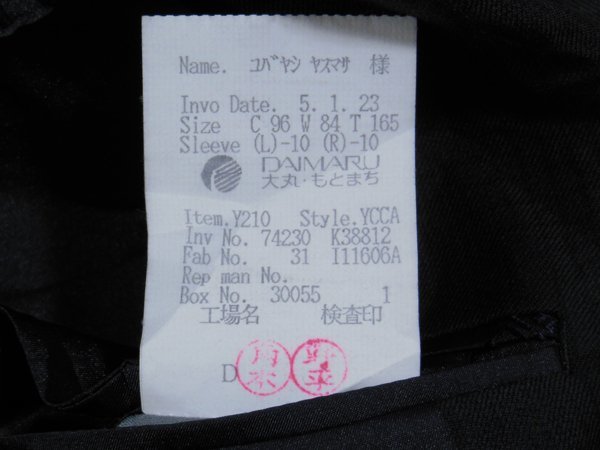 Name. コバヤシ ヤスマサ 様
Invo Date. 5. 1. 23
Size C 96 W 84 T 165
Sleeve (L)-10 (R)-10
DAIMARU
大丸・もとまち
Item.Y210 Style.YCCA
Inv No. 74230 K38812
Fab No. 31 I11606A
Rep man No.
Box No. 30055 1
工場名 検査印
D